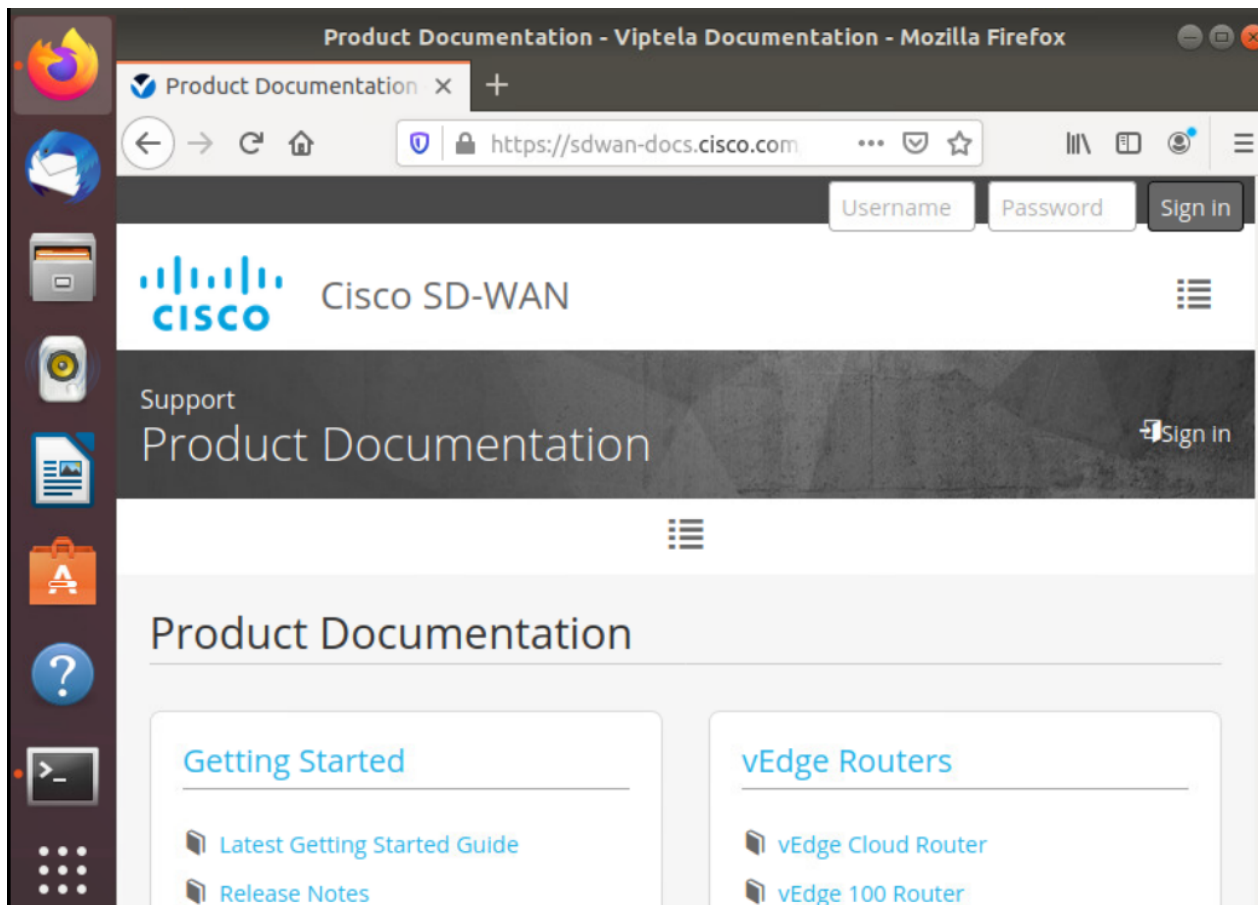 Product Documentation - Viptela Documentation - Mozilla Firefox
Product Documentation
https://sdwan-docs.cisco.com
Username Password Sign in
CISCO Cisco SD-WAN
Support
Product Documentation
Sign in
Product Documentation
Getting Started
Latest Getting Started Guide
Release Notes
vEdge Routers
vEdge Cloud Router
vEdge 100 Router